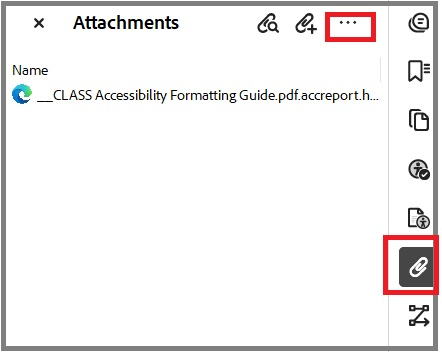 Attachments
Name
__CLASS Accessibility Formatting Guide.pdf.accreport.h...